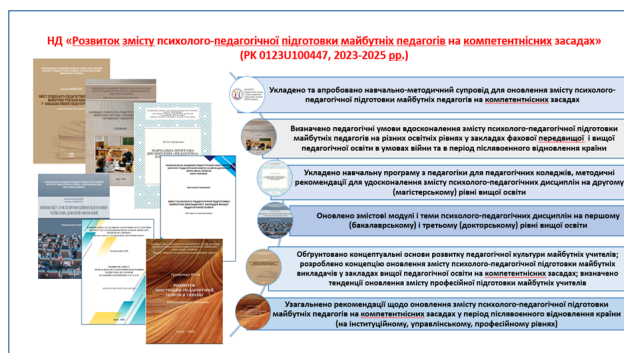 НД «Розвиток змісту психолого-педагогічної підготовки майбутніх педагогів на компетентнісних засадах»
(РК 0123U100447, 2023-2025 рр.)
Укладено та апробовано навчально-методичний супровід для оновлення змісту психолого-
педагогічної підготовки майбутніх педагогів на компетентнісних засадах
Визначено педагогічні умови вдосконалення змісту психолого-педагогічної підготовки
майбутніх педагогів на різних освітніх рівнях у закладах фахової передвищої і вищої
педагогічної освіти в умовах війни та в період післявоєнного відновлення країни
Укладено навчальну програму з педагогіки для педагогічних коледжів, методичні
рекомендації для удосконалення змісту психолого-педагогічних дисциплін на другому
(магістерському) рівні вищої освіти
Оновлено змістові модулі і теми психолого-педагогічних дисциплін на першому
(бакалаврському) і третьому (докторському) рівні вищої освіти
Обґрунтовано концептуальні основи розвитку педагогічної культури майбутніх учителів;
розроблено концепцію оновлення змісту психолого-педагогічної підготовки майбутніх
викладачів у закладах вищої педагогічної освіти на компетентнісних засадах; визначено
тенденції оновлення змісту професійної підготовки майбутніх учителів
Узагальнено рекомендації щодо оновлення змісту психолого-педагогічної підготовки
майбутніх педагогів на компетентнісних засадах у період післявоєнного відновлення країни
(на інституційному, управлінському, професійному рівнях)
РОЗВИТОК
ОСВІТИ В УКРАЇНІ